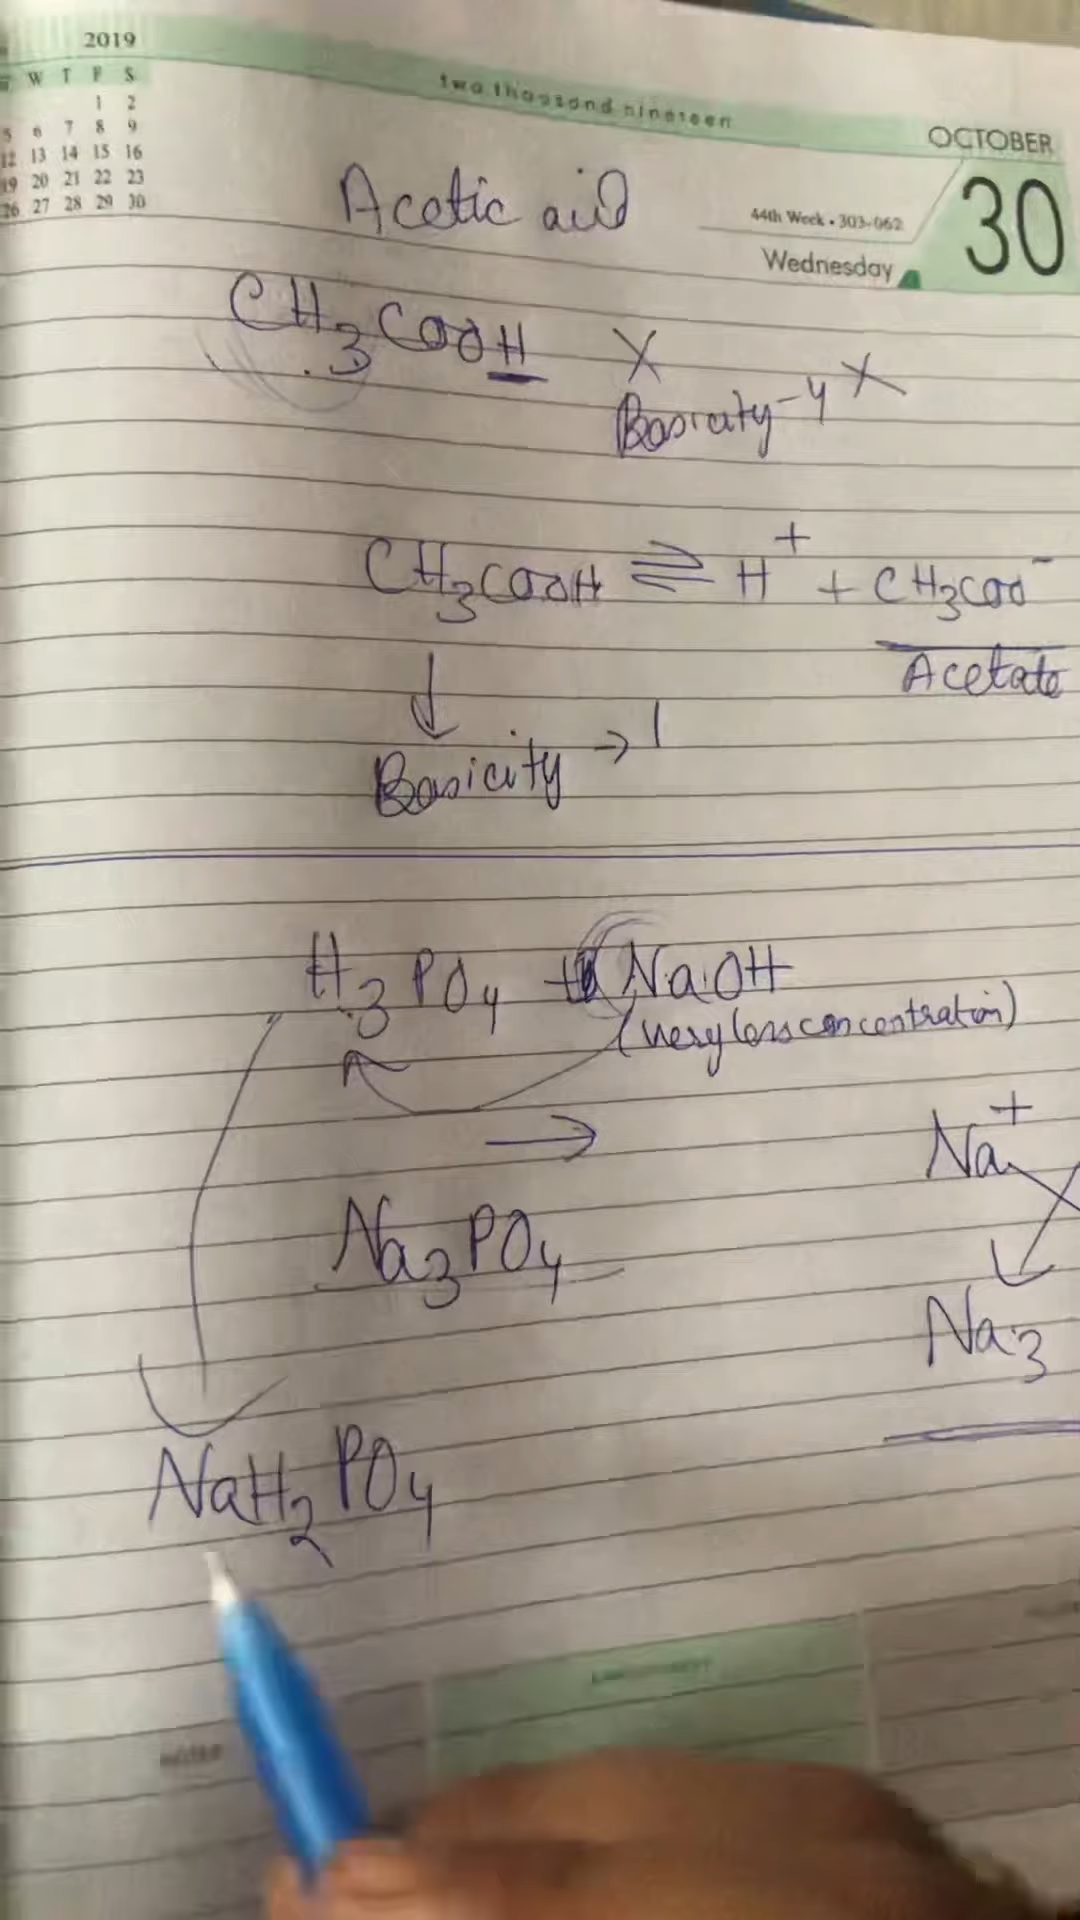 2019
W T F S
1 2
5 6 7 8 9
12 13 14 15 16
19 20 21 22 23
26 27 28 29 30
two thousand nineteen
OCTOBER
30
44th Week • 303-062
Wednesday
Acetic acid
CH3COOH X
Basicity-4 X
CH3COOH ⇌ H+ + CH3COO-
Acetate
↓
Basicity → 1
H3PO4 + NaOH
(very less concentration)
→
Na+
Na3PO4
Na3
NaH2PO4